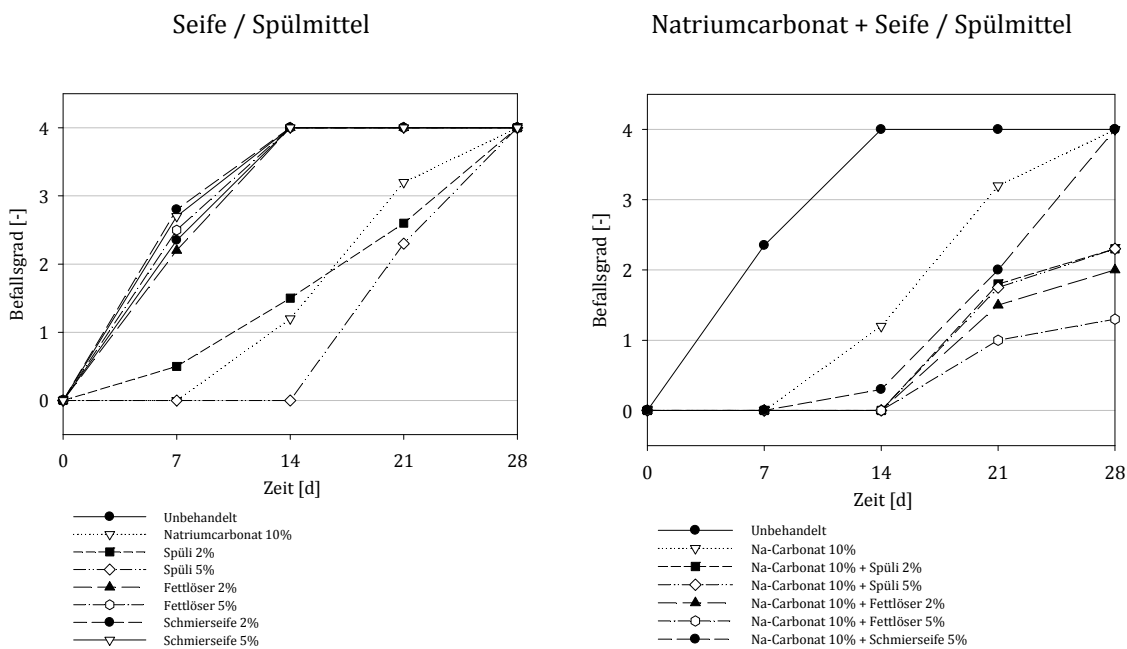 Seife / Spülmittel
Befallsgrad [-]
4
3
2
1
0
0 7 14 21 28
Zeit [d]
Unbehandelt
Natriumcarbonat 10%
Spüli 2%
Spüli 5%
Fettlöser 2%
Fettlöser 5%
Schmierseife 2%
Schmierseife 5%
Natriumcarbonat + Seife / Spülmittel
Befallsgrad [-]
4
3
2
1
0
0 7 14 21 28
Zeit [d]
Unbehandelt
Na-Carbonat 10%
Na-Carbonat 10% + Spüli 2%
Na-Carbonat 10% + Spüli 5%
Na-Carbonat 10% + Fettlöser 2%
Na-Carbonat 10% + Fettlöser 5%
Na-Carbonat 10% + Schmierseife 5%